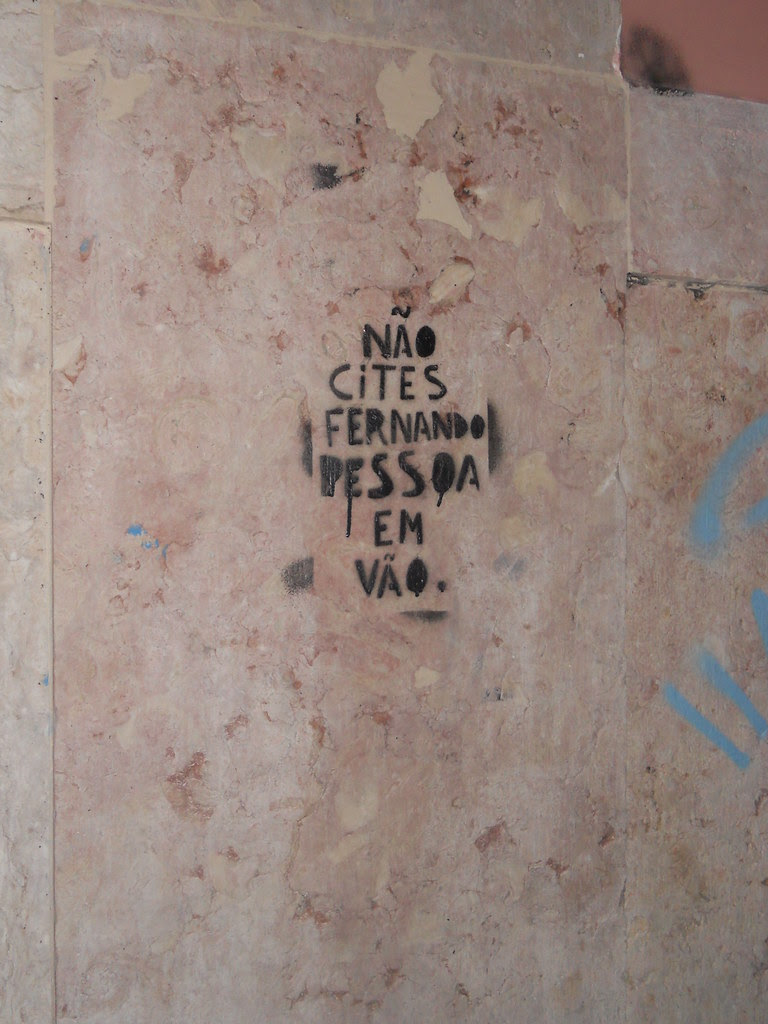 NÃO
CiTES
FERNANDO
PESSOA
EM
VÃO.